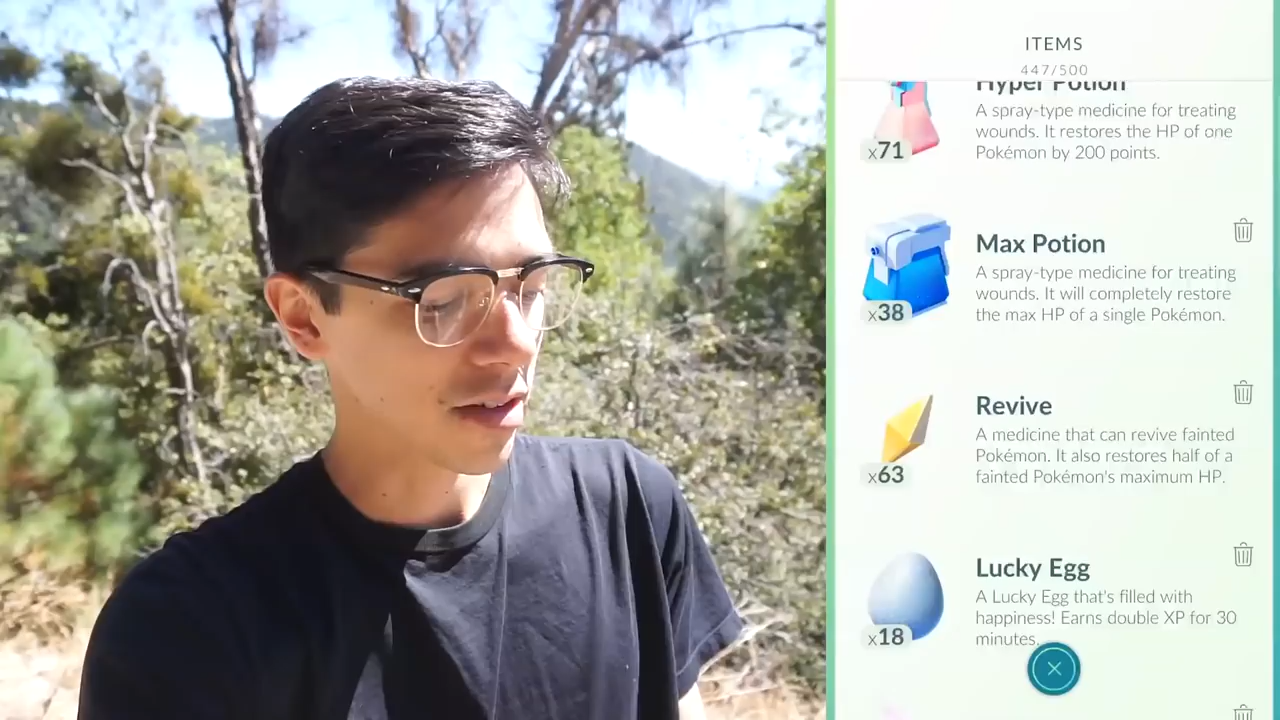 ITEMS
447/500
Hyper Potion
A spray-type medicine for treating
wounds. It restores the HP of one
Pokémon by 200 points.
x71
Max Potion
A spray-type medicine for treating
wounds. It will completely restore
the max HP of a single Pokémon.
x38
Revive
A medicine that can revive fainted
Pokémon. It also restores half of a
fainted Pokémon's maximum HP.
x63
Lucky Egg
A Lucky Egg that's filled with
happiness! Earns double XP for 30
minutes.
x18